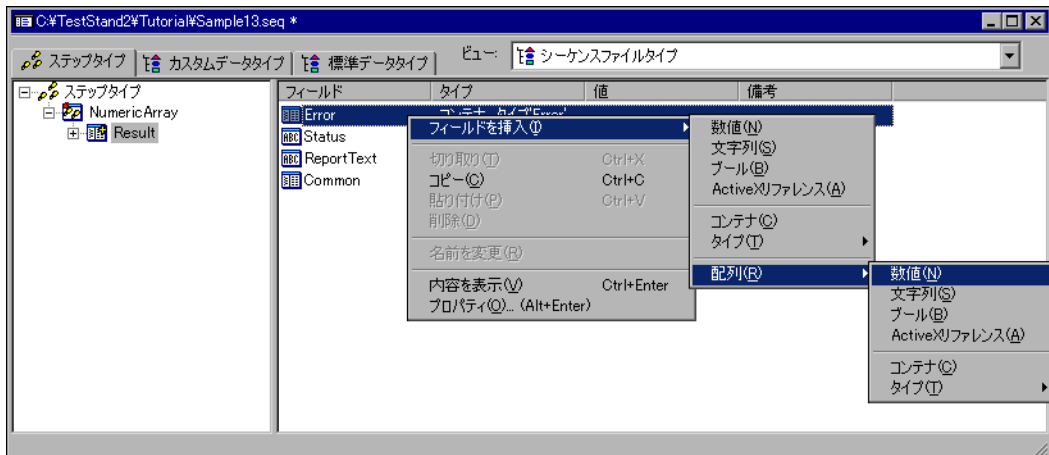 C:¥TestStand2¥Tutorial¥Sample13.seq *
ステップタイプ カスタムデータタイプ 標準データタイプ ビュー: シーケンスファイルタイプ
ステップタイプ
NumericArray
Result
フィールド タイプ 値 備考
Error コンテナ、タイプ'Error'
Status
ReportText
Common
フィールドを挿入(I)
切り取り(T) Ctrl+X
コピー(C) Ctrl+C
貼り付け(P) Ctrl+V
削除(D)
名前を変更(R)
内容を表示(V) Ctrl+Enter
プロパティ(O)... (Alt+Enter)
数値(N)
文字列(S)
ブール(B)
ActiveXリファレンス(A)
コンテナ(C)
タイプ(T)
配列(R)
数値(N)
文字列(S)
ブール(B)
ActiveXリファレンス(A)
コンテナ(C)
タイプ(T)